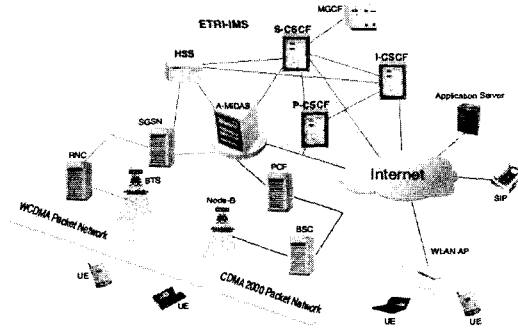 MGCF
ETRI-IMS
S-CSCF
HSS
I-CSCF
A-MIDAS
P-CSCF
Application Server
SGSN
RNC
BTS
PCF
Internet
Node-B
SIP
WCDMA Packet Network
BSC
WLAN AP
UE
CDMA 2000 Packet Network
UE
UE
UE